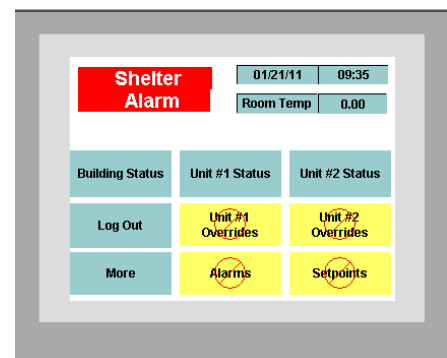 Shelter
Alarm
01/21/11 09:35
Room Temp 0.00
Building Status
Unit #1 Status
Unit #2 Status
Log Out
Unit #1
Overrides
Unit #2
Overrides
More
Alarms
Setpoints